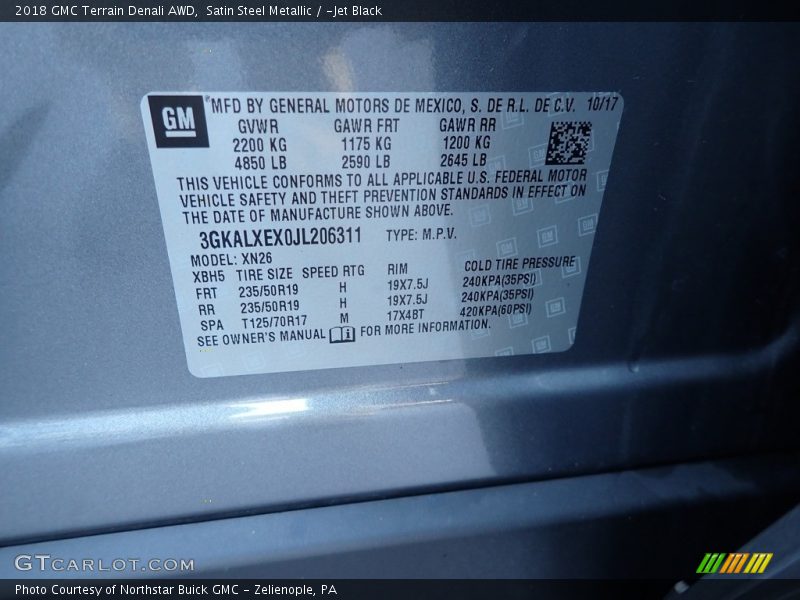 2018 GMC Terrain Denali AWD, Satin Steel Metallic / -Jet Black
GM
MFD BY GENERAL MOTORS DE MEXICO, S. DE R.L. DE C.V. 10/17
GVWR GAWR FRT GAWR RR
2200 KG 1175 KG 1200 KG
4850 LB 2590 LB 2645 LB
THIS VEHICLE CONFORMS TO ALL APPLICABLE U.S. FEDERAL MOTOR
VEHICLE SAFETY AND THEFT PREVENTION STANDARDS IN EFFECT ON
THE DATE OF MANUFACTURE SHOWN ABOVE.
3GKALXEX0JL206311 TYPE: M.P.V.
MODEL: XN26
XBH5 TIRE SIZE SPEED RTG RIM COLD TIRE PRESSURE
FRT 235/50R19 H 19X7.5J 240KPA(35PSI)
RR 235/50R19 H 19X7.5J 240KPA(35PSI)
SPA T125/70R17 M 17X4BT 420KPA(60PSI)
SEE OWNER'S MANUAL FOR MORE INFORMATION.
GTCARLOT.COM
Photo Courtesy of Northstar Buick GMC - Zelienople, PA